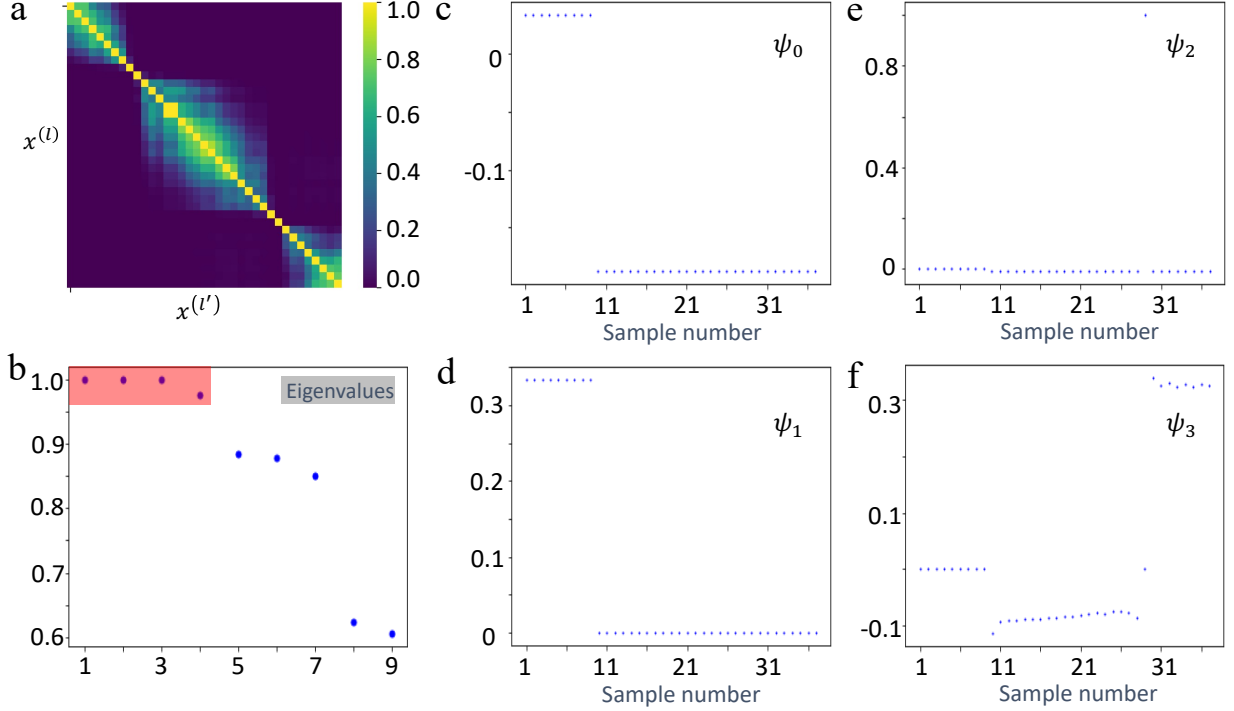 a
1.0
0.8
0.6
0.4
0.2
0.0
x^{(l)}
x^{(l′)}
b
Eigenvalues
1.0
0.9
0.8
0.7
0.6
1 3 5 7 9
c
ψ₀
0
-0.1
1 11 21 31
Sample number
d
ψ₁
0.3
0.2
0.1
0
1 11 21 31
Sample number
e
ψ₂
0.8
0.4
0
1 11 21 31
Sample number
f
ψ₃
0.3
0.1
-0.1
1 11 21 31
Sample number